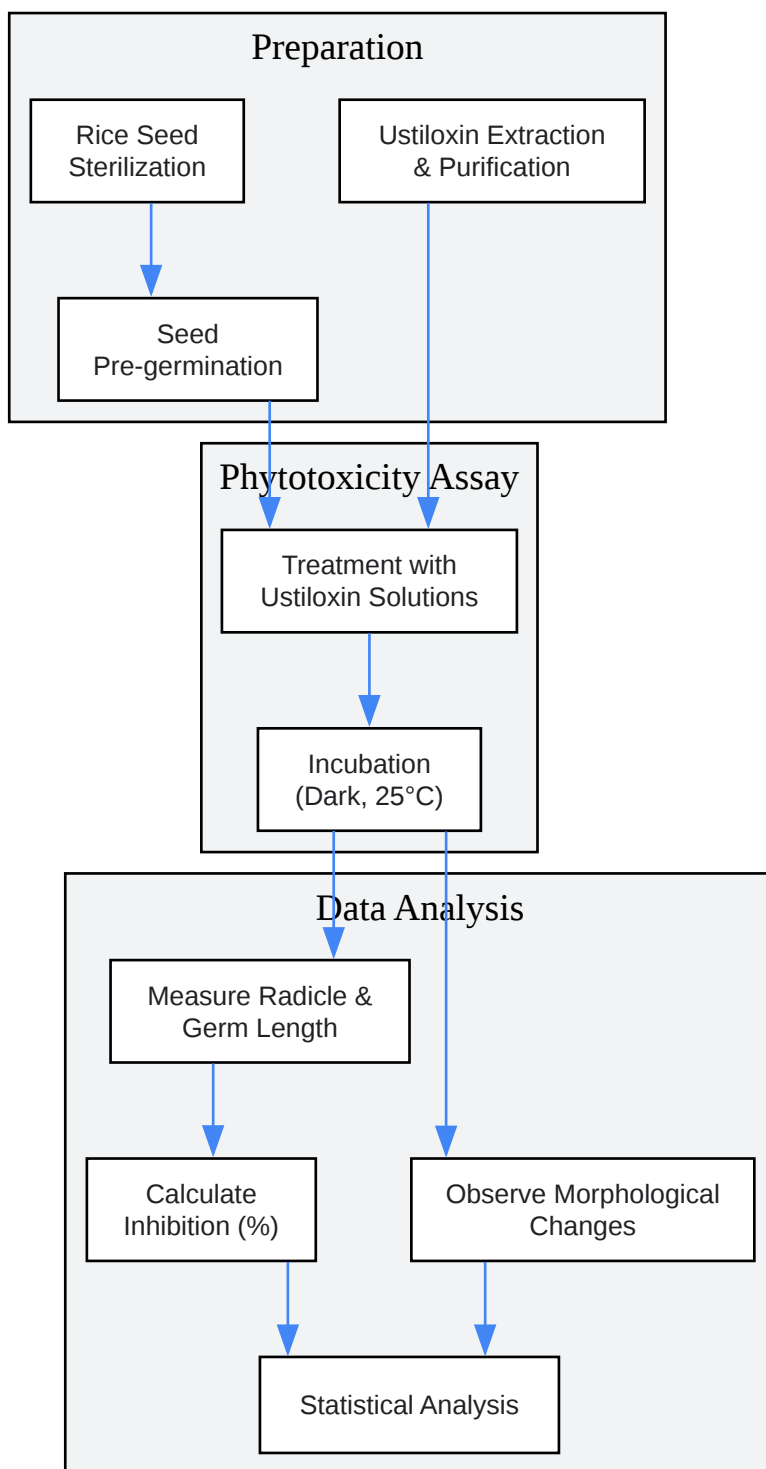 Preparation
Rice Seed
Sterilization
Ustiloxin Extraction
& Purification
Seed
Pre-germination
Phytotoxicity Assay
Treatment with
Ustiloxin Solutions
Incubation
(Dark, 25°C)
Data Analysis
Measure Radicle &
Germ Length
Calculate
Inhibition (%)
Observe Morphological
Changes
Statistical Analysis